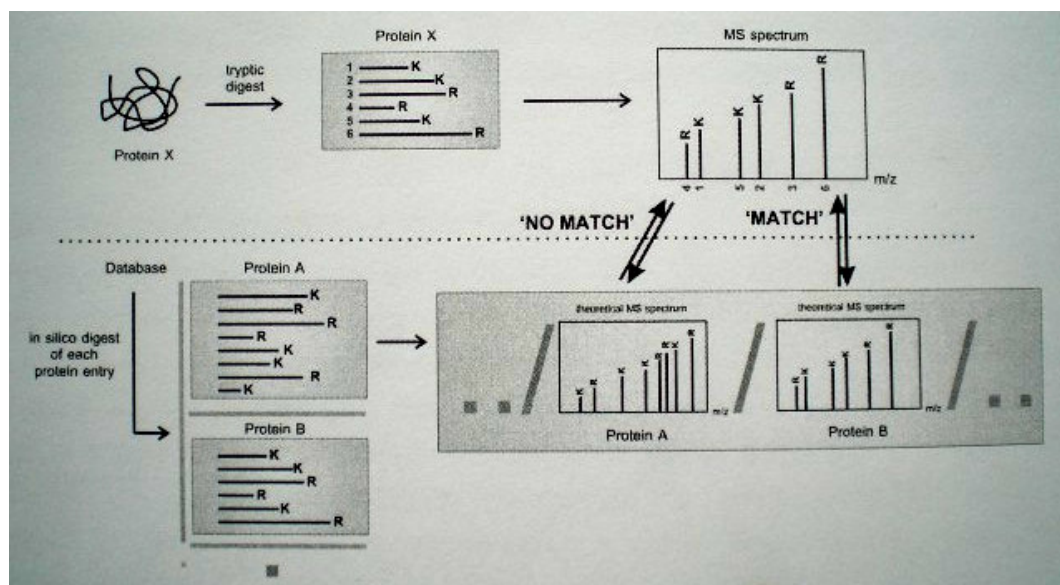 Protein X
tryptic
digest
Protein X
1 K
2 K
3 R
4 R
5 K
6 R
MS spectrum
R K K K R R
4 1 5 2 3 6
m/z
'NO MATCH'
'MATCH'
Database
in silico digest
of each
protein entry
Protein A
K
R
R
R
K
K
R
K
Protein B
K
K
R
R
K
R
theoretical MS spectrum
K R K K R R K R
m/z
Protein A
theoretical MS spectrum
R K K K R R
m/z
Protein B